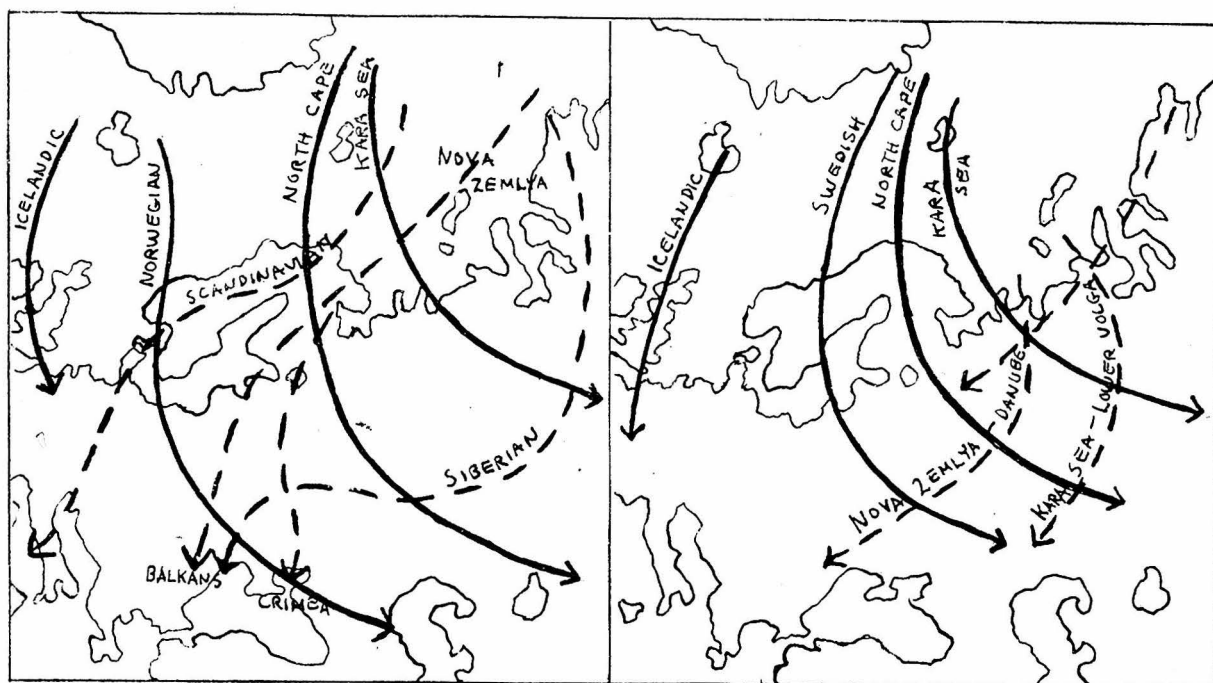 ICELANDIC
NORWEGIAN
NORTH CAPE
KARA SEA
NOVA
ZEMLYA
SCANDINAVIAN
SIBERIAN
BALKANS
CRIMEA
ICELANDIC
SWEDISH
NORTH CAPE
KARA
SEA
NOVA ZEMLYA - DANUBE
KARA SEA - LOWER VOLGA